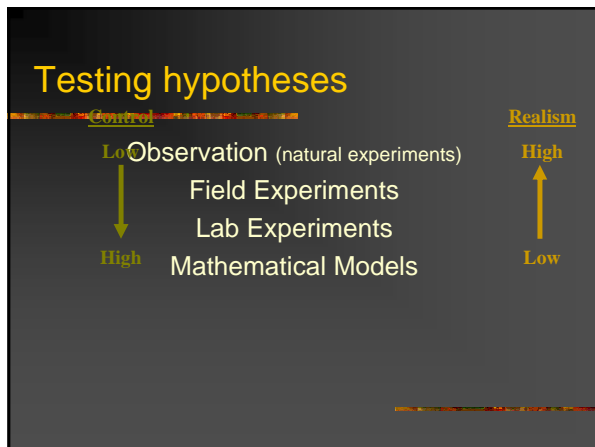 Testing hypotheses
Control
Realism
Low
Observation (natural experiments)
High
Field Experiments
Lab Experiments
High
Mathematical Models
Low